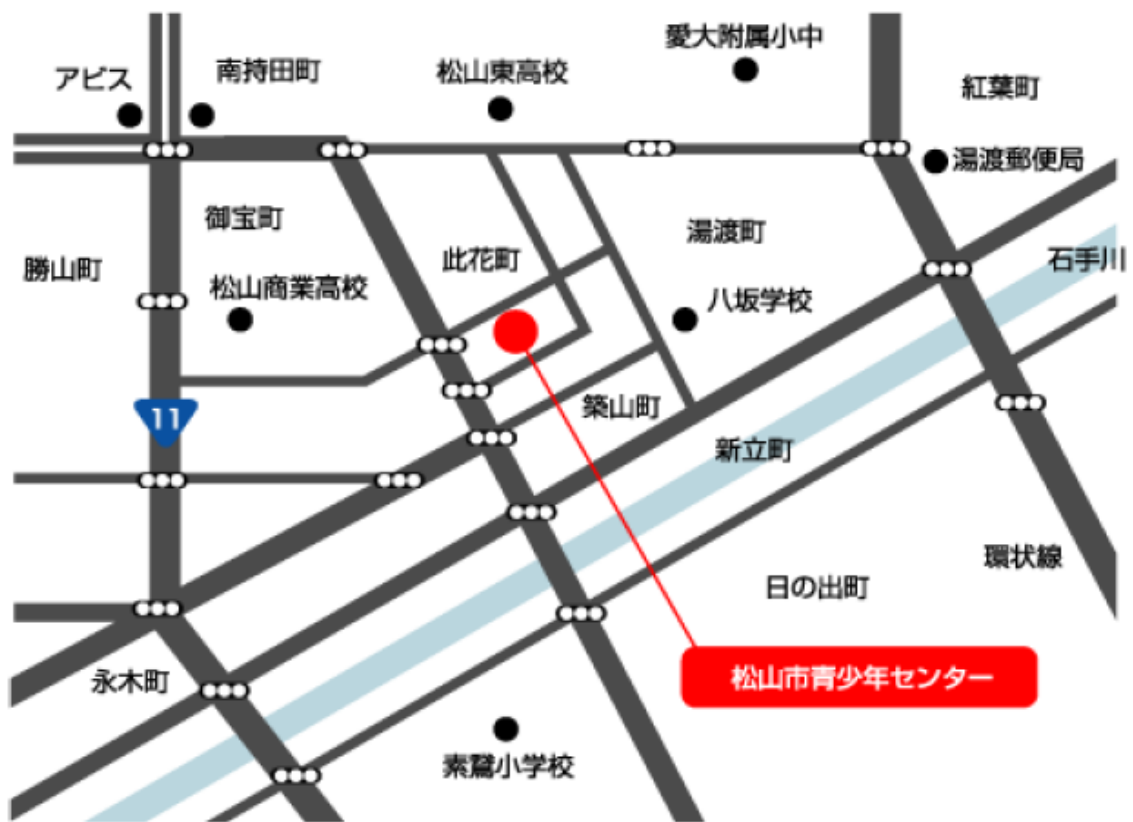 愛大附属小中
アビス
南持田町
松山東高校
紅葉町
湯渡郵便局
御宝町
湯渡町
勝山町
此花町
石手川
松山商業高校
八坂学校
11
築山町
新立町
環状線
日の出町
永木町
松山市青少年センター
素鵞小学校